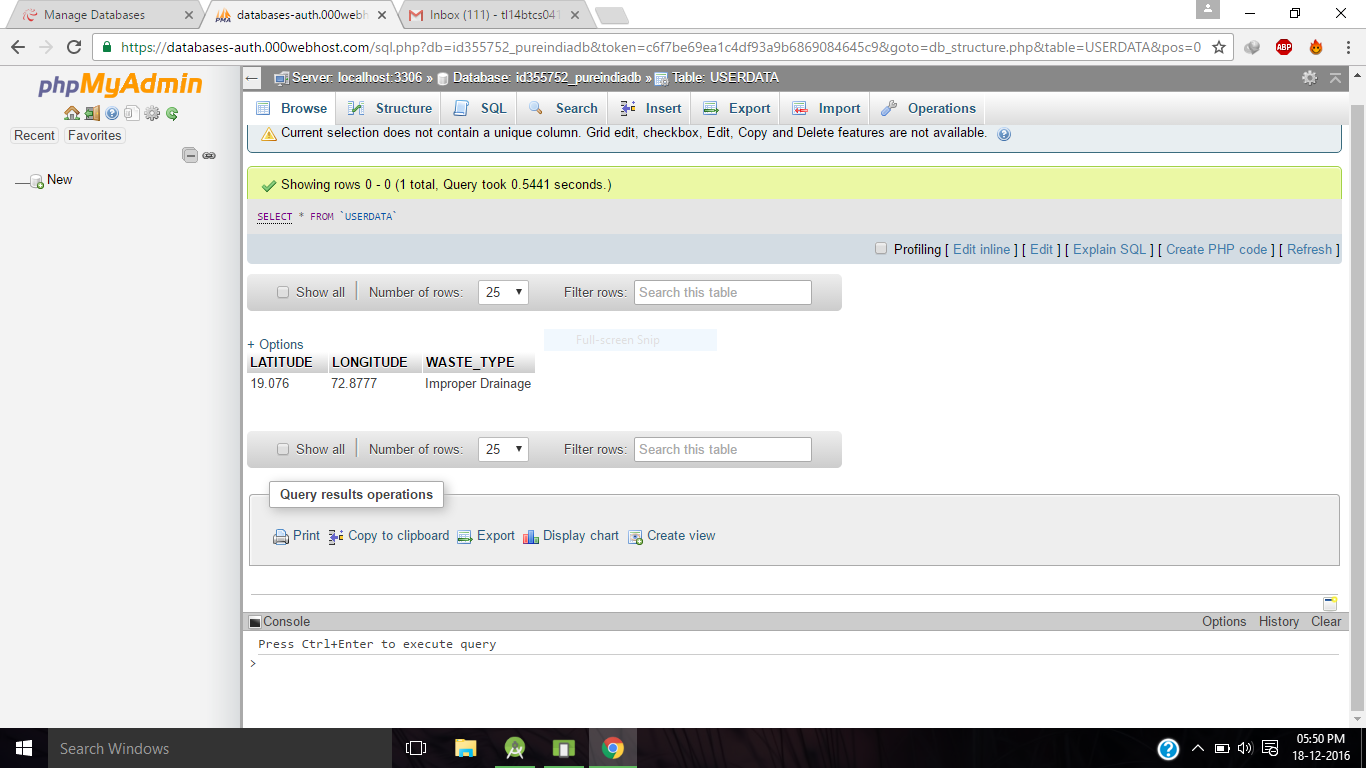 Manage Databases
databases-auth.000webh
Inbox (111) - tl14btcs041
https://databases-auth.000webhost.com/sql.php?db=id355752_pureindiadb&token=c6f7be69ea1c4df93a9b6869084645c9&goto=db_structure.php&table=USERDATA&pos=0
ABP
phpMyAdmin
Recent Favorites
New
Server: localhost:3306 » Database: id355752_pureindiadb » Table: USERDATA
Browse Structure SQL Search Insert Export Import Operations
Current selection does not contain a unique column. Grid edit, checkbox, Edit, Copy and Delete features are not available.
Showing rows 0 - 0 (1 total, Query took 0.5441 seconds.)
SELECT * FROM `USERDATA`
Profiling [ Edit inline ] [ Edit ] [ Explain SQL ] [ Create PHP code ] [ Refresh ]
Show all Number of rows: 25 Filter rows: Search this table
Full-screen Snip
+ Options
LATITUDE LONGITUDE WASTE_TYPE
19.076 72.8777 Improper Drainage
Show all Number of rows: 25 Filter rows: Search this table
Query results operations
Print Copy to clipboard Export Display chart Create view
Console Options History Clear
Press Ctrl+Enter to execute query
>
Search Windows
05:50 PM
18-12-2016